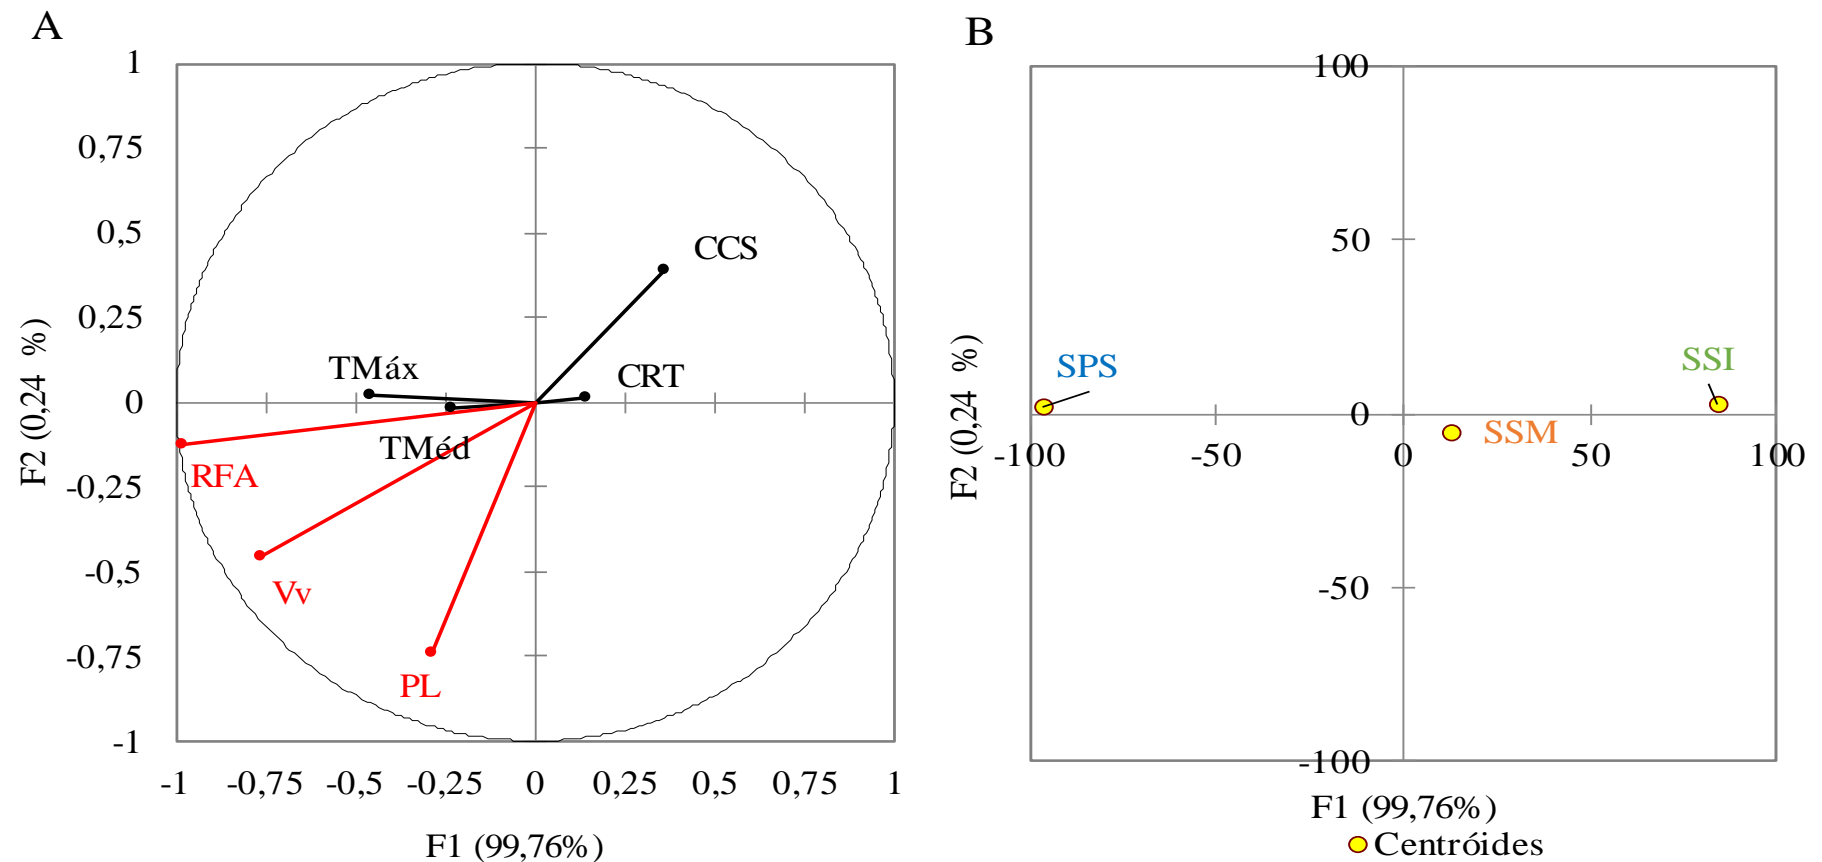 A
1
0,75
0,5
0,25
0
-0,25
-0,5
-0,75
-1
F2 (0,24 %)
CCS
TMáx
CRT
TMéd
RFA
Vv
PL
-1 -0,75 -0,5 -0,25 0 0,25 0,5 0,75 1
F1 (99,76%)
B
100
50
0
-50
-100
F2 (0,24 %)
SPS
SSI
SSM
-100 -50 0 50 100
F1 (99,76%)
Centróides